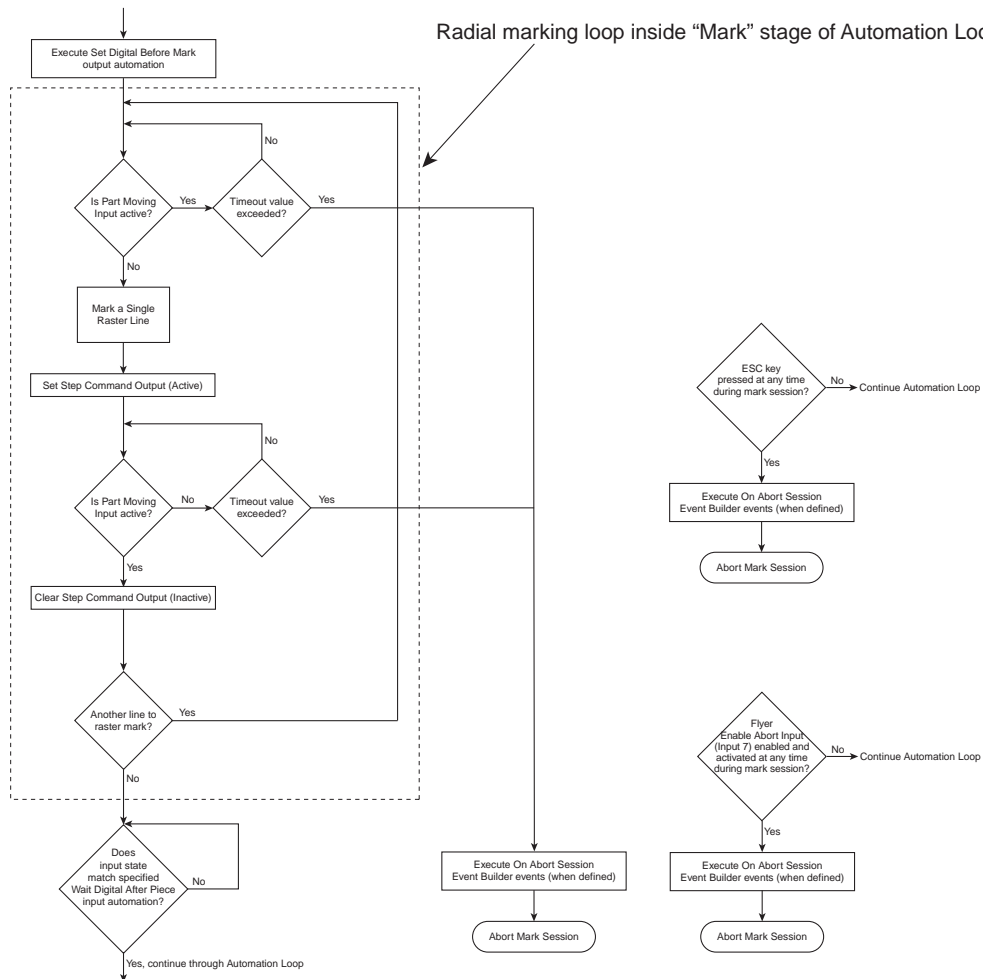 Radial marking loop inside “Mark” stage of Automation
Execute Set Digital Before Mark
output automation
No
Is Part Moving
Input active?
Yes
Timeout value
exceeded?
Yes
No
Mark a Single
Raster Line
Set Step Command Output (Active)
No
Is Part Moving
Input active?
No
Timeout value
exceeded?
Yes
Yes
Clear Step Command Output (Inactive)
Another line to
raster mark?
Yes
No
Does
input state
match specified
Wait Digital After Piece
input automation?
No
Yes, continue through Automation Loop
Execute On Abort Session
Event Builder events (when defined)
Abort Mark Session
ESC key
pressed at any time
during mark session?
No
Continue Automation Loop
Yes
Execute On Abort Session
Event Builder events (when defined)
Abort Mark Session
Flyer
Enable Abort Input
(Input 7) enabled and
activated at any time
during mark session?
No
Continue Automation Loop
Yes
Execute On Abort Session
Event Builder events (when defined)
Abort Mark Session